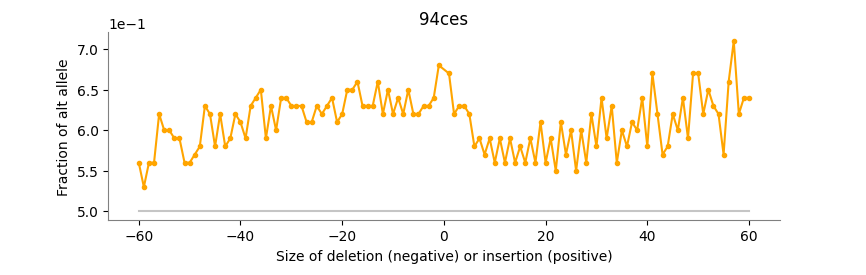 94ces
1e−1
7.0
6.5
6.0
5.5
5.0
Fraction of alt allele
−60 −40 −20 0 20 40 60
Size of deletion (negative) or insertion (positive)